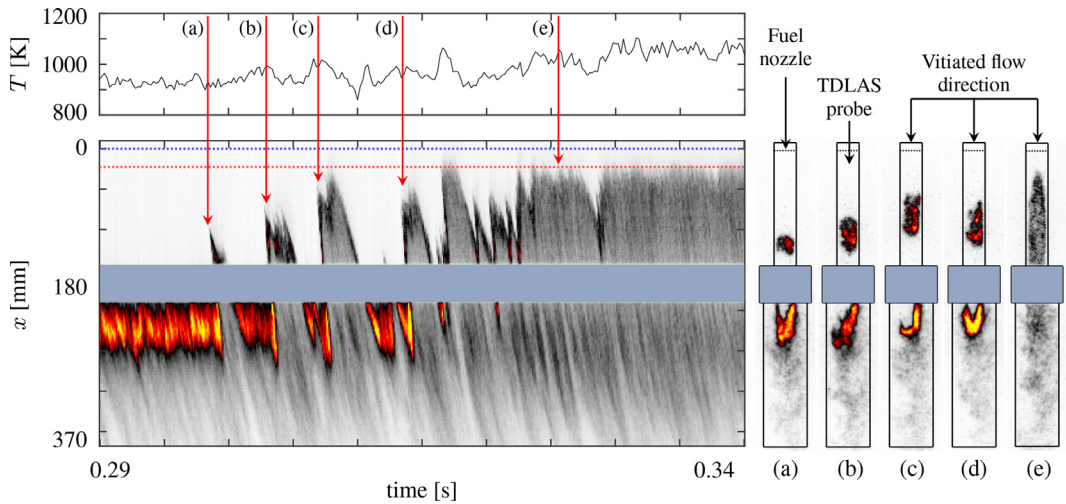 1200
1000
800
T [K]
(a) (b) (c) (d) (e)
0
180
370
x [mm]
0.29
0.34
time [s]
Fuel
nozzle
TDLAS
probe
Vitiated flow
direction
(a) (b) (c) (d) (e)